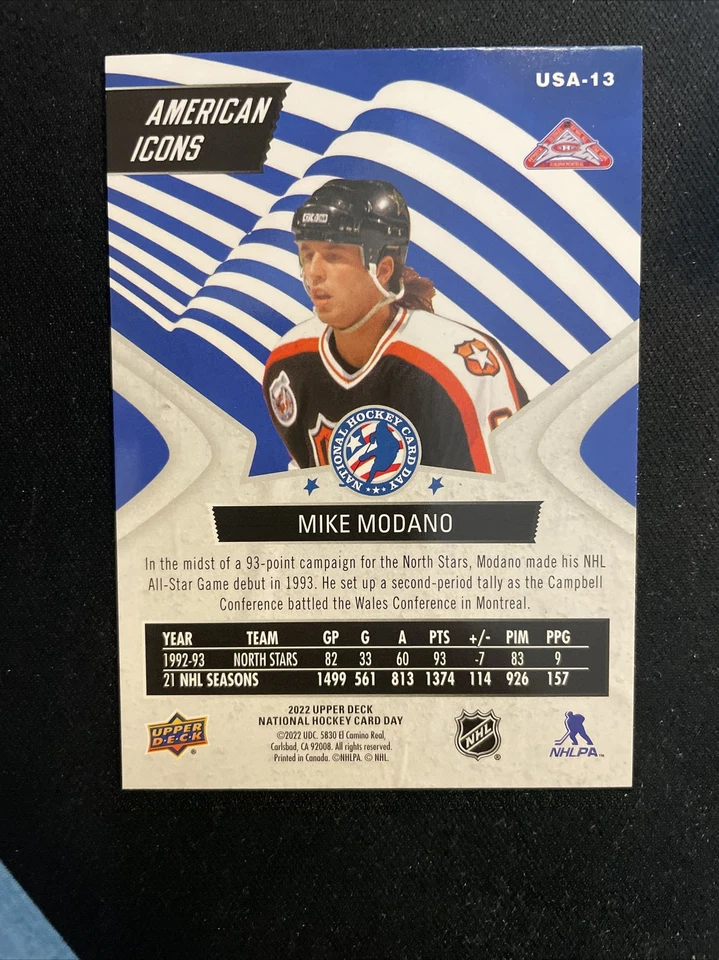 USA-13
AMERICAN
ICONS
NATIONAL HOCKEY CARD DAY
MIKE MODANO
In the midst of a 93-point campaign for the North Stars, Modano made his NHL
All-Star Game debut in 1993. He set up a second-period tally as the Campbell
Conference battled the Wales Conference in Montreal.
YEAR TEAM GP G A PTS +/- PIM PPG
1992-93 NORTH STARS 82 33 60 93 -7 83 9
21 NHL SEASONS 1499 561 813 1374 114 926 157
2022 UPPER DECK
NATIONAL HOCKEY CARD DAY
©2022 UDC. 5830 El Camino Real,
Carlsbad, CA 92008. All rights reserved.
Printed in Canada. ©NHLPA. © NHL.
UPPER
DECK
®
NHL
®
NHLPA™